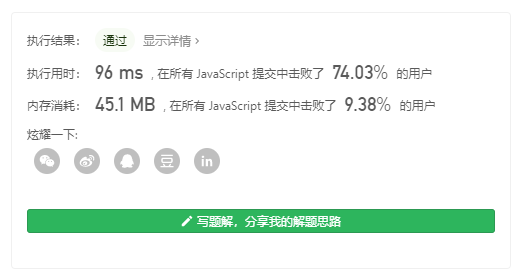 执行结果： 通过 显示详情 ›
执行用时： 96 ms , 在所有 JavaScript 提交中击败了 74.03% 的用户
内存消耗： 45.1 MB , 在所有 JavaScript 提交中击败了 9.38% 的用户
炫耀一下:
豆 in
写题解，分享我的解题思路